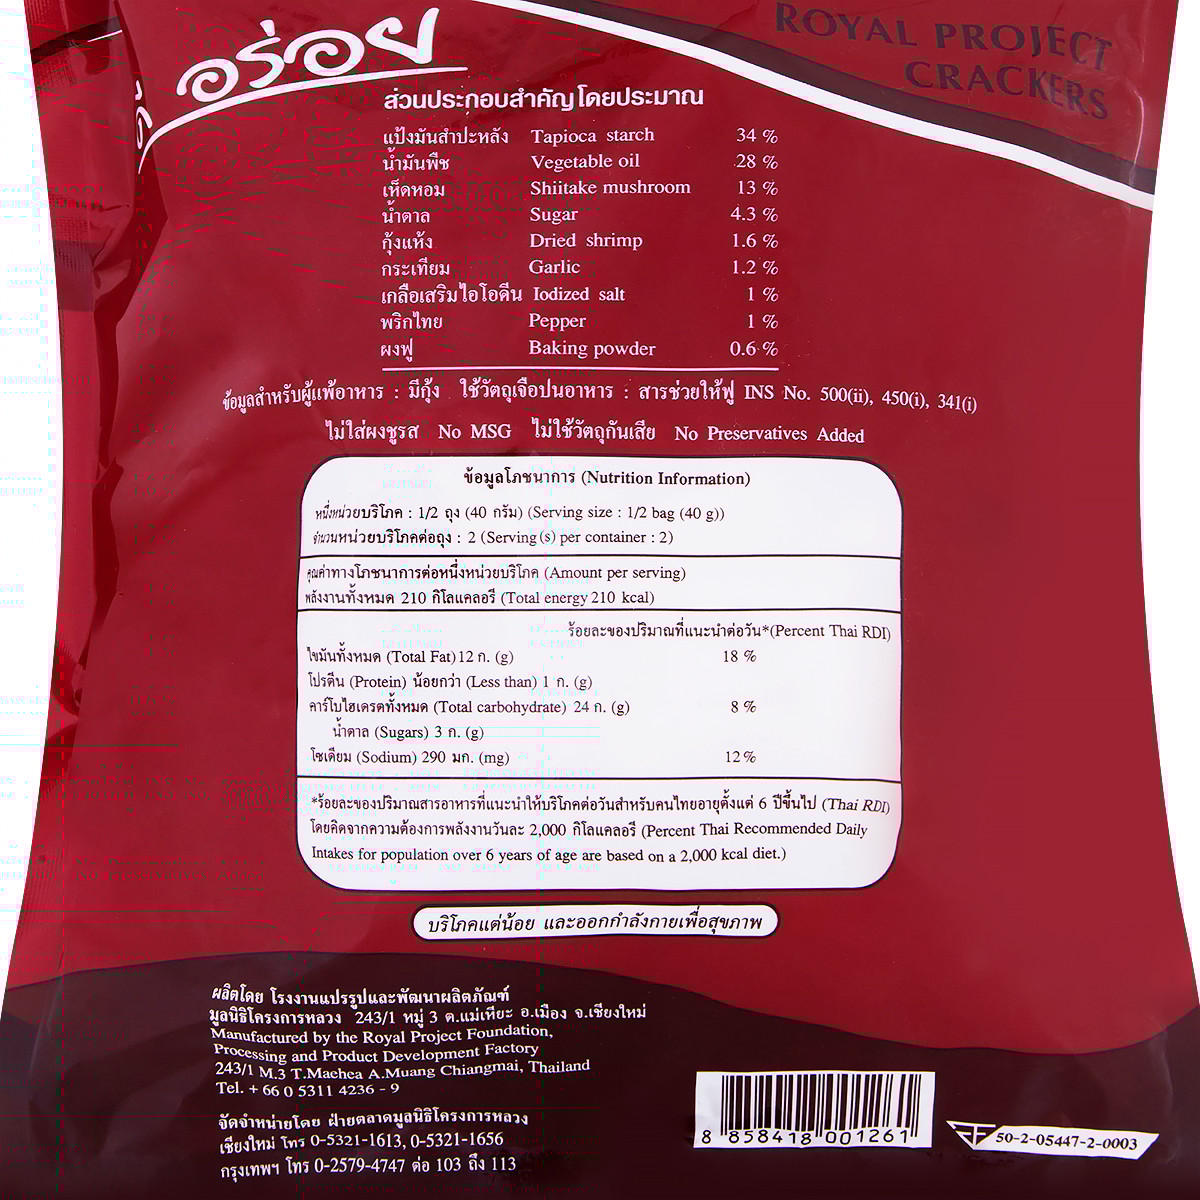 อร่อย
ROYAL PROJECT
CRACKERS
ส่วนประกอบสำคัญโดยประมาณ
แป้งมันสำปะหลัง Tapioca starch 34 %
น้ำมันพืช Vegetable oil 28 %
เห็ดหอม Shiitake mushroom 13 %
น้ำตาล Sugar 4.3 %
กุ้งแห้ง Dried shrimp 1.6 %
กระเทียม Garlic 1.2 %
เกลือเสริมไอโอดีน Iodized salt 1 %
พริกไทย Pepper 1 %
ผงฟู Baking powder 0.6 %
ข้อมูลสำหรับผู้แพ้อาหาร : มีกุ้ง ใช้วัตถุเจือปนอาหาร : สารช่วยให้ฟู INS No. 500(ii), 450(i), 341(i)
ไม่ใส่ผงชูรส No MSG ไม่ใช้วัตถุกันเสีย No Preservatives Added
ข้อมูลโภชนาการ (Nutrition Information)
หนึ่งหน่วยบริโภค : 1/2 ถุง (40 กรัม) (Serving size : 1/2 bag (40 g))
จำนวนหน่วยบริโภคต่อถุง : 2 (Serving (s) per container : 2)
คุณค่าทางโภชนาการต่อหนึ่งหน่วยบริโภค (Amount per serving)
พลังงานทั้งหมด 210 กิโลแคลอรี (Total energy 210 kcal)
ร้อยละของปริมาณที่แนะนำต่อวัน*(Percent Thai RDI)
ไขมันทั้งหมด (Total Fat) 12 ก. (g) 18 %
โปรตีน (Protein) น้อยกว่า (Less than) 1 ก. (g)
คาร์โบไฮเดรตทั้งหมด (Total carbohydrate) 24 ก. (g) 8 %
น้ำตาล (Sugars) 3 ก. (g)
โซเดียม (Sodium) 290 มก. (mg) 12 %
*ร้อยละของปริมาณสารอาหารที่แนะนำให้บริโภคต่อวันสำหรับคนไทยอายุตั้งแต่ 6 ปีขึ้นไป (Thai RDI)
โดยคิดจากความต้องการพลังงานวันละ 2,000 กิโลแคลอรี (Percent Thai Recommended Daily
Intakes for population over 6 years of age are based on a 2,000 kcal diet.)
บริโภคแต่น้อย และออกกำลังกายเพื่อสุขภาพ
ผลิตโดย โรงงานแปรรูปและพัฒนาผลิตภัณฑ์
มูลนิธิโครงการหลวง 243/1 หมู่ 3 ต.แม่เหียะ อ.เมือง จ.เชียงใหม่
Manufactured by the Royal Project Foundation,
Processing and Product Development Factory
243/1 M.3 T.Maehea A.Muang Chiangmai, Thailand
Tel. + 66 0 5311 4236 - 9
จัดจำหน่ายโดย ฝ่ายตลาดมูลนิธิโครงการหลวง
เชียงใหม่ โทร 0-5321-1613, 0-5321-1656
กรุงเทพฯ โทร 0-2579-4747 ต่อ 103 ถึง 113
8 858418 001261
50-2-05447-2-0003